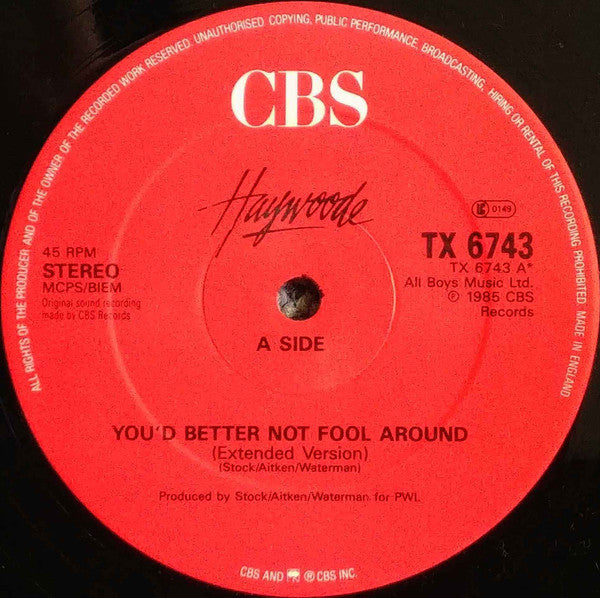 ALL RIGHTS OF THE PRODUCER AND OF THE OWNER OF THE RECORDED WORK RESERVED. UNAUTHORISED COPYING, PUBLIC PERFORMANCE, BROADCASTING, HIRING OR RENTAL OF THIS RECORDING PROHIBITED. MADE IN ENGLAND
CBS
Haywoode
LC 0149
45 RPM
STEREO
MCPS/BIEM
Original sound recording
made by CBS Records
TX 6743
TX 6743 A*
All Boys Music Ltd.
℗ 1985 CBS
Records
A SIDE
YOU'D BETTER NOT FOOL AROUND
(Extended Version)
(Stock/Aitken/Waterman)
Produced by Stock/Aitken/Waterman for PWL
CBS AND ® CBS INC.